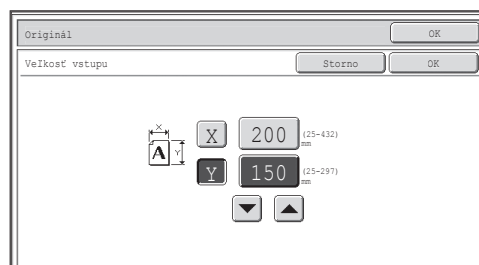 Originál OK
Veľkosť vstupu Storno OK
X
X 200 (25-432)
mm
A Y
Y 150 (25-297)
mm